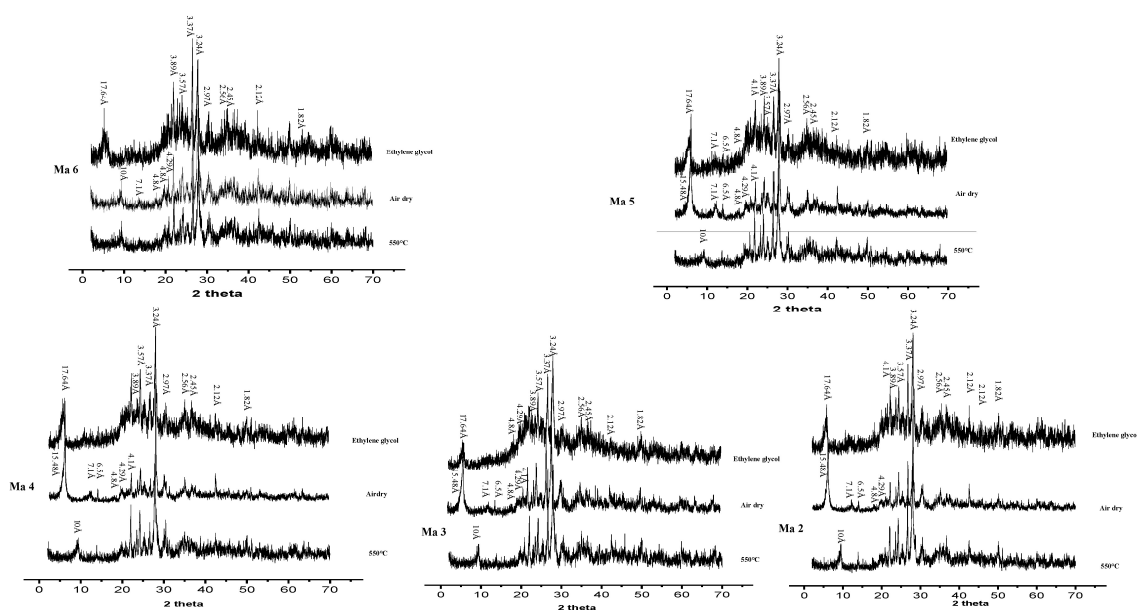 Ma 6
17.6Å
3.89Å
3.57Å
3.37Å
3.24Å
2.97Å
2.56Å
2.45Å
2.12Å
1.82Å
Ethylene glycol
10Å
7.1Å
4.8Å
4.8Å
4.29Å
Air dry
550°C
0 10 20 30 40 50 60 70
2 theta
Ma 5
17.64Å
7.1Å
6.5Å
4.8Å
4.1Å
3.89Å
3.57Å
3.37Å
3.24Å
2.97Å
2.56Å
2.45Å
2.12Å
1.82Å
Ethylene glycol
15.48Å
7.1Å
6.5Å
4.8Å
4.29Å
4.1Å
Air dry
10Å
550°C
0 10 20 30 40 50 60 70
2 theta
Ma 4
17.64Å
3.89Å
3.57Å
3.37Å
3.24Å
2.97Å
2.56Å
2.45Å
2.12Å
1.82Å
Ethylene glycol
15.48Å
7.1Å
6.5Å
4.8Å
4.29Å
4.1Å
Airdry
10Å
550°C
0 10 20 30 40 50 60 70
2 theta
Ma 3
17.64Å
4.8Å
4.29Å
3.89Å
3.57Å
3.37Å
3.24Å
2.97Å
2.56Å
2.45Å
2.12Å
1.82Å
Ethylene glycol
15.48Å
7.1Å
6.5Å
4.8Å
4.29Å
Air dry
10Å
550°C
0 10 20 30 40 50 60 70
2 theta
Ma 2
17.64Å
4.1Å
3.89Å
3.57Å
3.37Å
3.24Å
2.97Å
2.56Å
2.45Å
2.12Å
2.12Å
1.82Å
Ethylene glyco
15.48Å
7.1Å
6.5Å
4.8Å
4.29Å
Air dry
10Å
550°C
0 10 20 30 40 50 60 70
2 theta